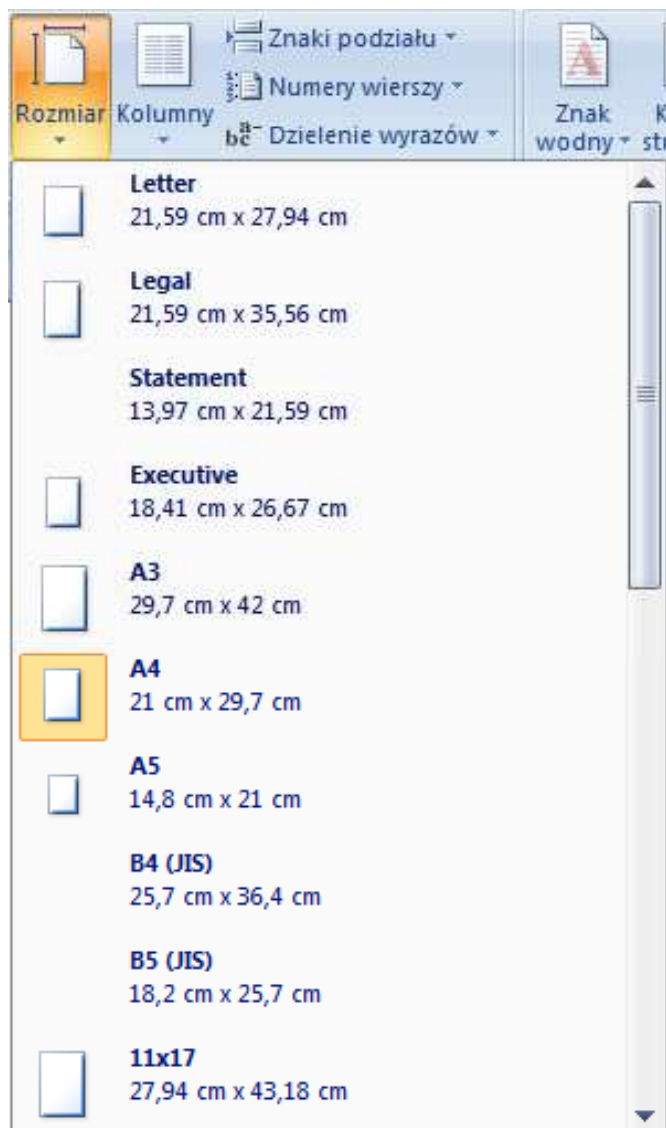 Rozmiar
Kolumny
Znaki podziału
Numery wierszy
Dzielenie wyrazów
Znak
wodny
Letter
21,59 cm x 27,94 cm
Legal
21,59 cm x 35,56 cm
Statement
13,97 cm x 21,59 cm
Executive
18,41 cm x 26,67 cm
A3
29,7 cm x 42 cm
A4
21 cm x 29,7 cm
A5
14,8 cm x 21 cm
B4 (JIS)
25,7 cm x 36,4 cm
B5 (JIS)
18,2 cm x 25,7 cm
11x17
27,94 cm x 43,18 cm